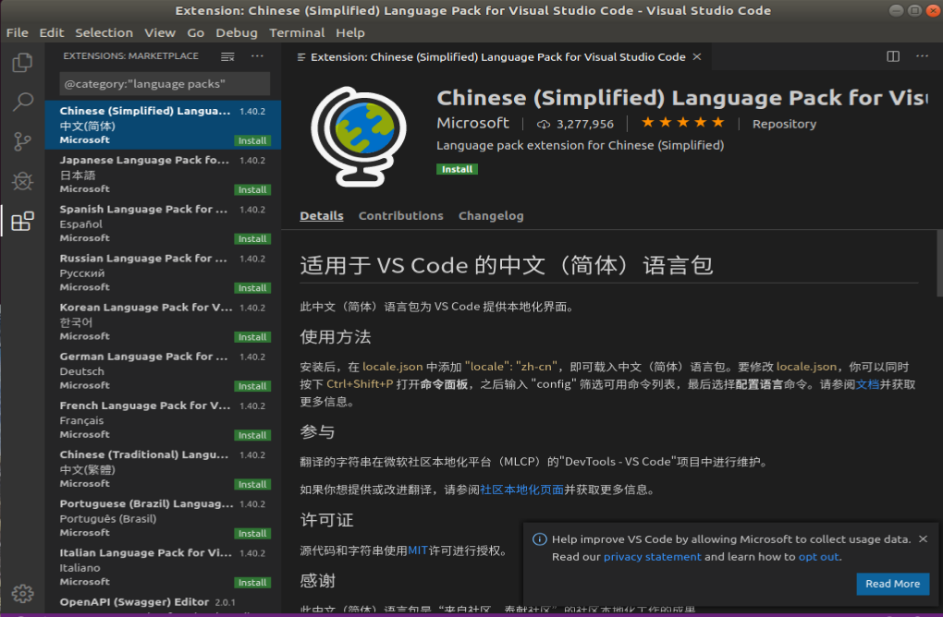 Extension: Chinese (Simplified) Language Pack for Visual Studio Code - Visual Studio Code
File Edit Selection View Go Debug Terminal Help
EXTENSIONS: MARKETPLACE
@category:"language packs"
Chinese (Simplified) Langua... 1.40.2
中文(简体)
Microsoft Install
Japanese Language Pack fo... 1.40.2
日本語
Microsoft Install
Spanish Language Pack for ... 1.40.2
Español
Microsoft Install
Russian Language Pack for ... 1.40.2
Русский
Microsoft Install
Korean Language Pack for V... 1.40.2
한국어
Microsoft Install
German Language Pack for ... 1.40.2
Deutsch
Microsoft Install
French Language Pack for V... 1.40.2
Français
Microsoft Install
Chinese (Traditional) Langu... 1.40.2
中文(繁體)
Microsoft Install
Portuguese (Brazil) Languag... 1.40.2
Português (Brasil)
Microsoft Install
Italian Language Pack for Vi... 1.40.2
Italiano
Microsoft Install
OpenAPI (Swagger) Editor 2.0.1
Extension: Chinese (Simplified) Language Pack for Visual Studio Code
Chinese (Simplified) Language Pack for Visu
Microsoft | 3,277,956 | ★★★★★ | Repository
Language pack extension for Chinese (Simplified)
Install
Details Contributions Changelog
适用于 VS Code 的中文（简体）语言包
此中文（简体）语言包为 VS Code 提供本地化界面。
使用方法
安装后，在 locale.json 中添加 "locale": "zh-cn"，即可载入中文（简体）语言包。要修改 locale.json，你可以同时
按下 Ctrl+Shift+P 打开命令面板，之后输入 "config" 筛选可用命令列表，最后选择配置语言命令。请参阅文档并获取
更多信息。
参与
翻译的字符串在微软社区本地化平台（MLCP）的"DevTools - VS Code"项目中进行维护。
如果你想提供或改进翻译，请参阅社区本地化页面并获取更多信息。
许可证
源代码和字符串使用MIT许可进行授权。
感谢
此中文（简体）语言包是 "来自社区，奉献社区" 的社区本地化工作的成果
Help improve VS Code by allowing Microsoft to collect usage data.
Read our privacy statement and learn how to opt out.
Read More